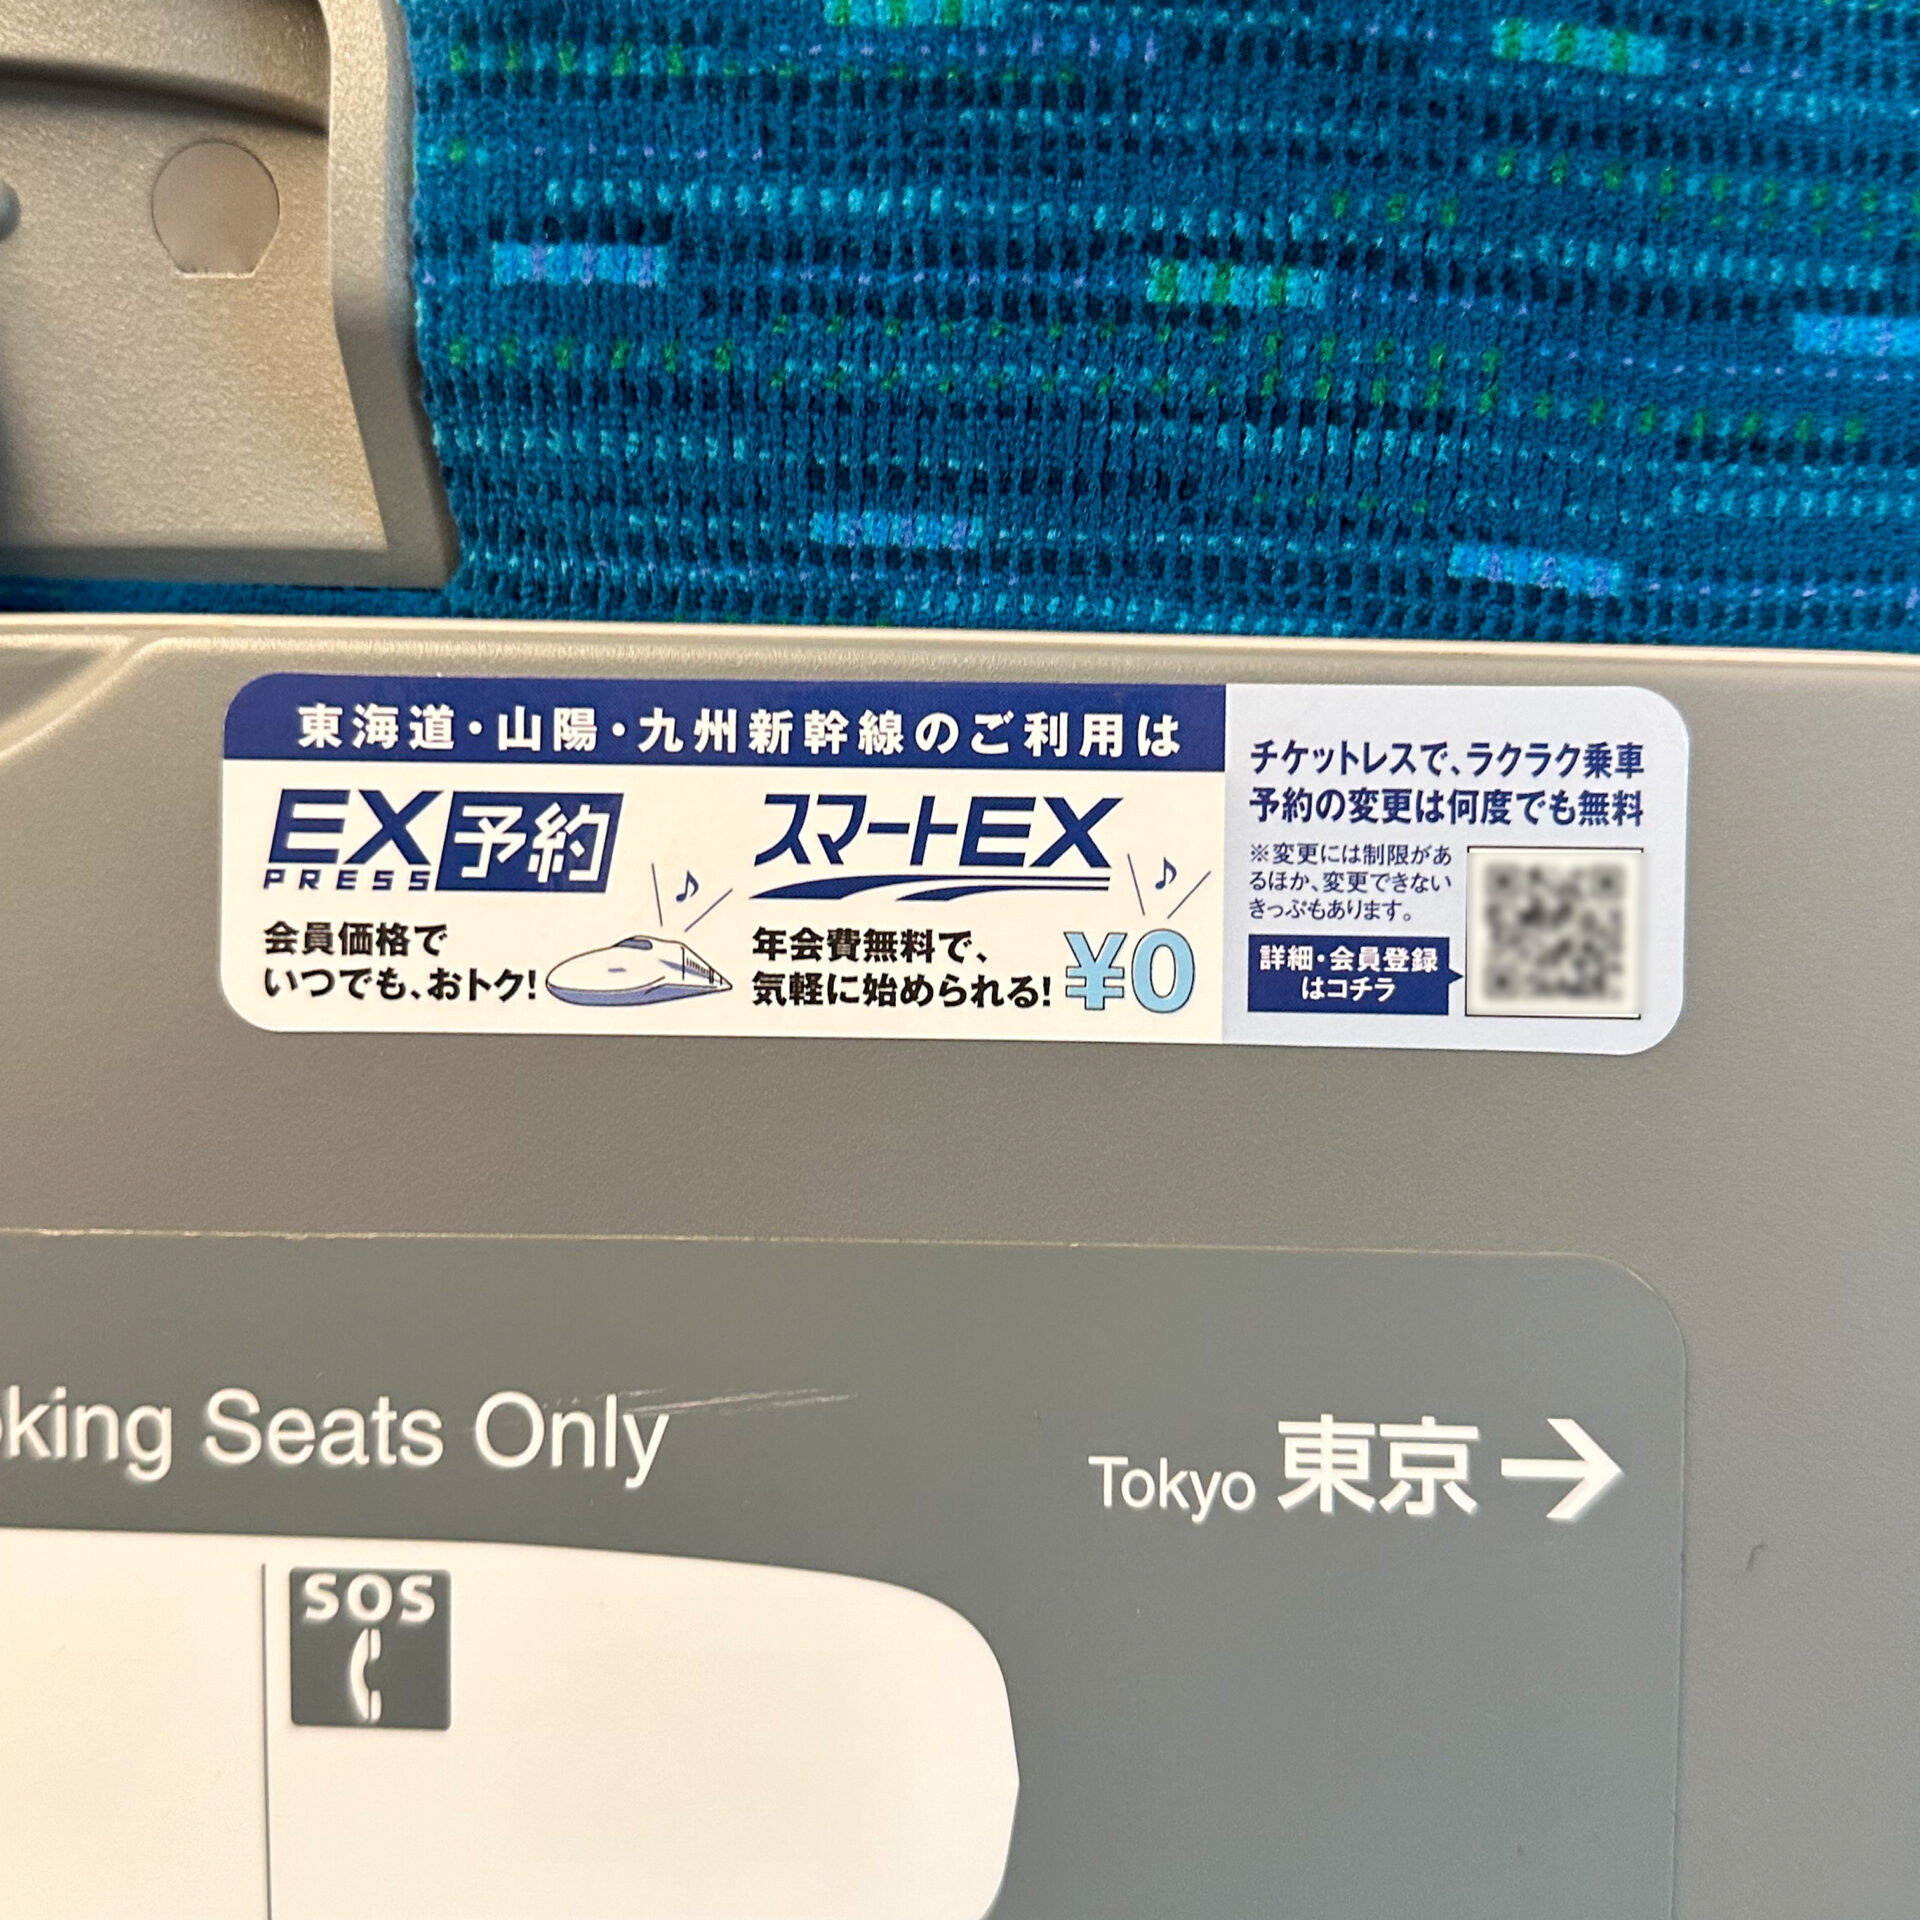 東海道・山陽・九州新幹線のご利用は
EX予約
PRESS
会員価格で
いつでも、おトク!
スマートEX
年会費無料で、
気軽に始められる!
¥0
チケットレスで、ラクラク乗車
予約の変更は何度でも無料
※変更には制限があ
るほか、変更できない
きっぷもあります。
詳細・会員登録
はコチラ
king Seats Only
Tokyo 東京→
SOS